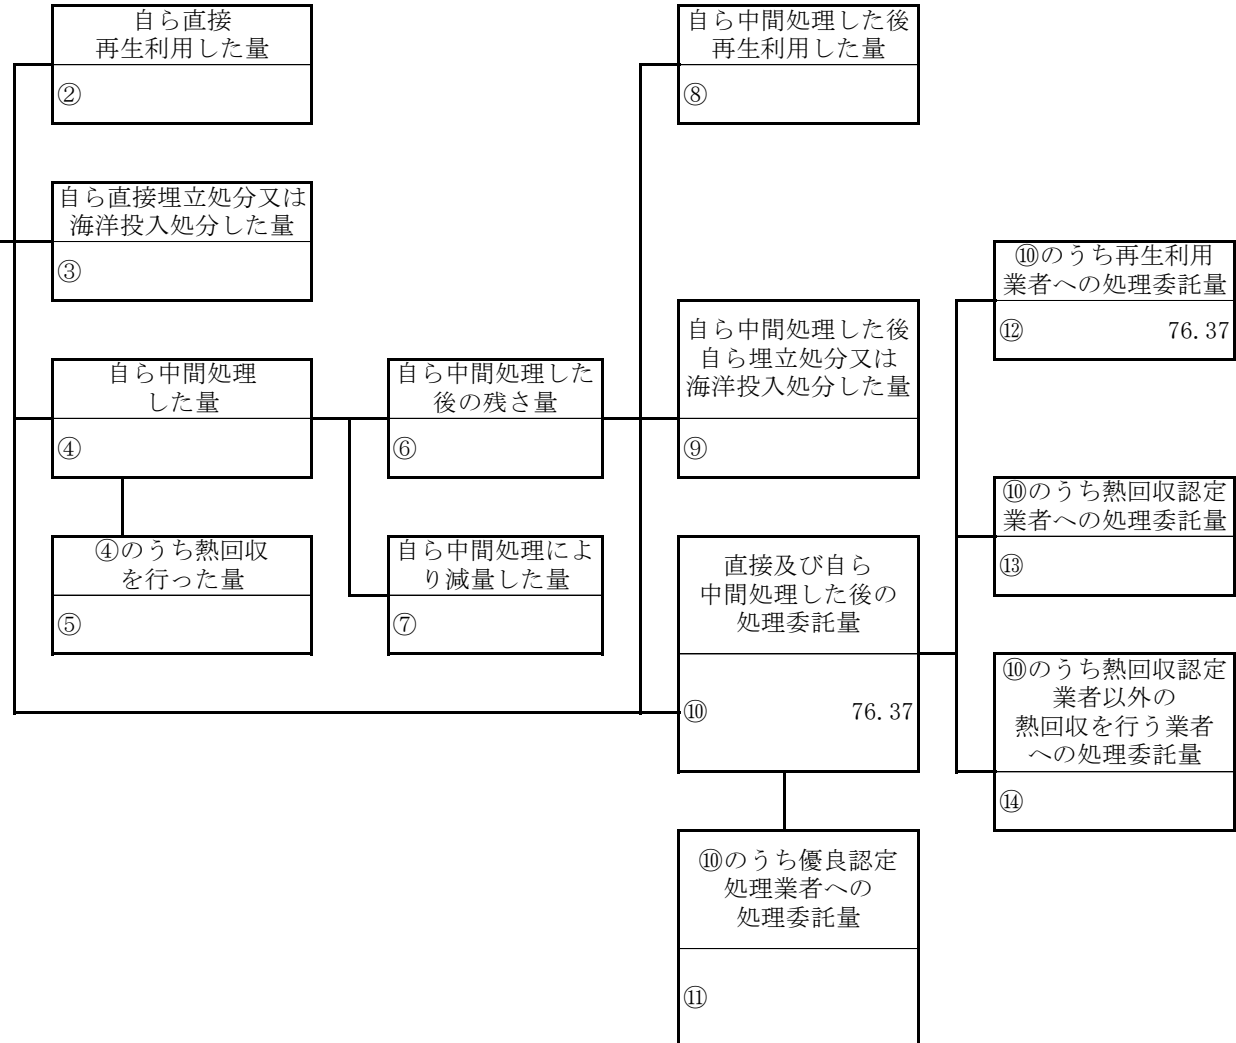 自ら直接
再生利用した量
②
自ら直接埋立処分又は
海洋投入処分した量
③
自ら中間処理
した量
④
④のうち熱回収
を行った量
⑤
自ら中間処理した
後の残さ量
⑥
自ら中間処理によ
り減量した量
⑦
自ら中間処理した後
再生利用した量
⑧
自ら中間処理した後
自ら埋立処分又は
海洋投入処分した量
⑨
直接及び自ら
中間処理した後の
処理委託量
⑩ 76.37
⑩のうち優良認定
処理業者への
処理委託量
⑪
⑩のうち再生利用
業者への処理委託量
⑫ 76.37
⑩のうち熱回収認定
業者への処理委託量
⑬
⑩のうち熱回収認定
業者以外の
熱回収を行う業者
への処理委託量
⑭